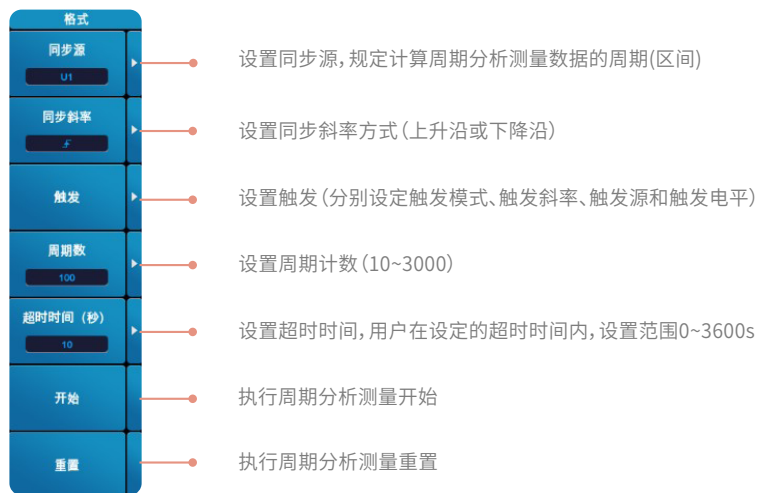 格式
同步源
U1
设置同步源,规定计算周期分析测量数据的周期(区间)
同步斜率
设置同步斜率方式(上升沿或下降沿)
触发
设置触发(分别设定触发模式、触发斜率、触发源和触发电平)
周期数
100
设置周期计数(10~3000)
超时时间(秒)
10
设置超时时间,用户在设定的超时时间内,设置范围0~3600s
开始
执行周期分析测量开始
重置
执行周期分析测量重置